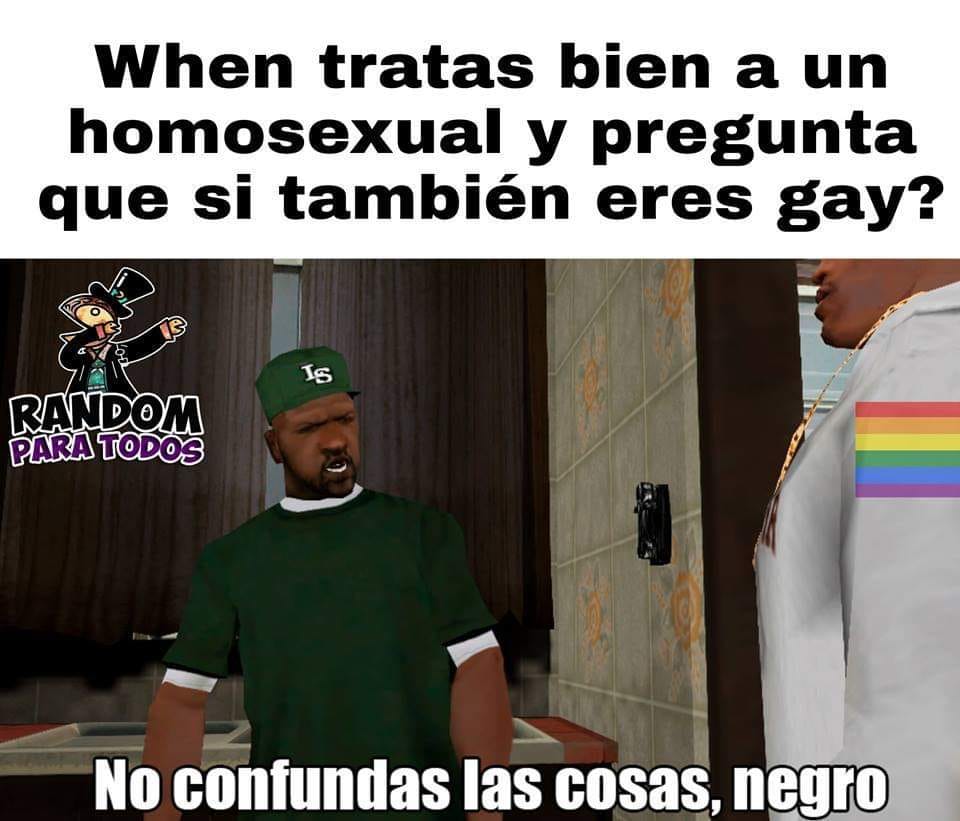 When tratas bien a un
homosexual y pregunta
que si también eres gay?
RANDOM
PARA TODOS
LS
No confundas las cosas, negro